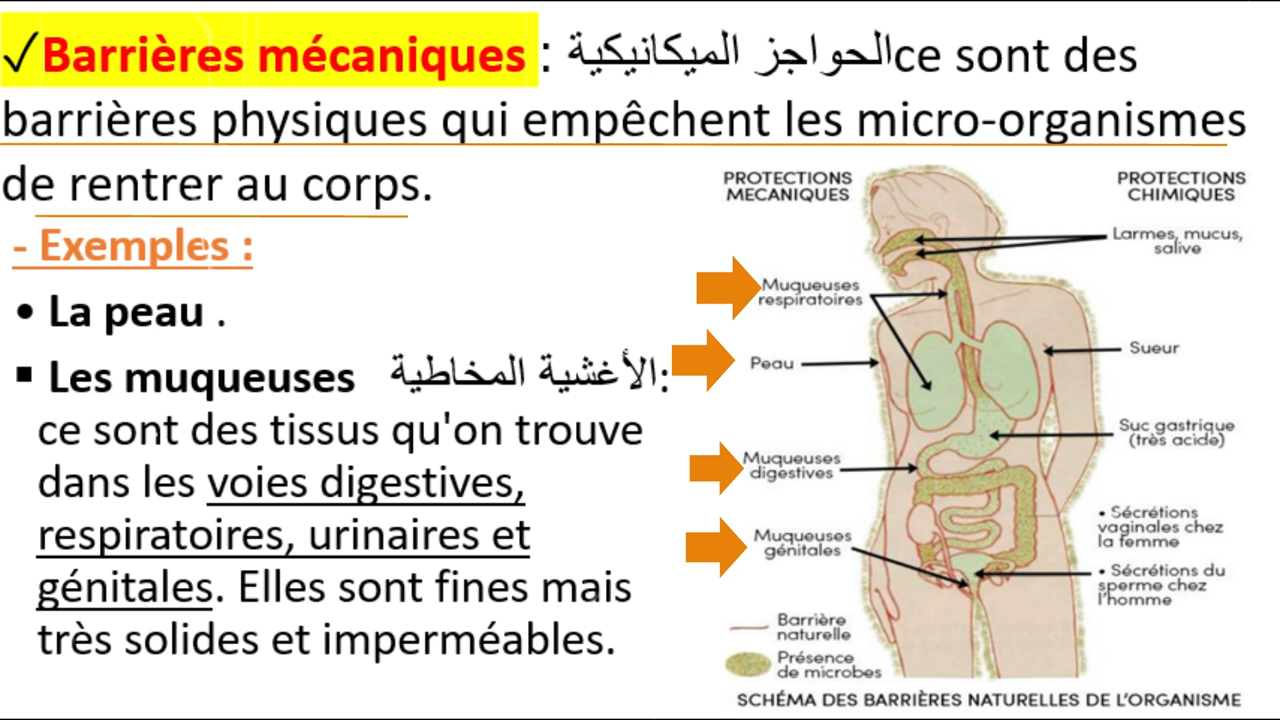 ✓Barrières mécaniques : الحواجز الميكانيكيةce sont des
barrières physiques qui empêchent les micro-organismes
de rentrer au corps.
- Exemples :
• La peau .
▪ Les muqueuses الأغشية المخاطية:
ce sont des tissus qu'on trouve
dans les voies digestives,
respiratoires, urinaires et
génitales. Elles sont fines mais
très solides et imperméables.
PROTECTIONS
MECANIQUES
PROTECTIONS
CHIMIQUES
Larmes, mucus,
salive
Muqueuses
respiratoires
Peau
Sueur
Suc gastrique
(très acide)
Muqueuses
digestives
• Sécrétions
vaginales chez
la femme
Muqueuses
génitales
• Sécrétions du
sperme chez
l'homme
Barrière
naturelle
Présence
de microbes
SCHÉMA DES BARRIÈRES NATURELLES DE L'ORGANISME